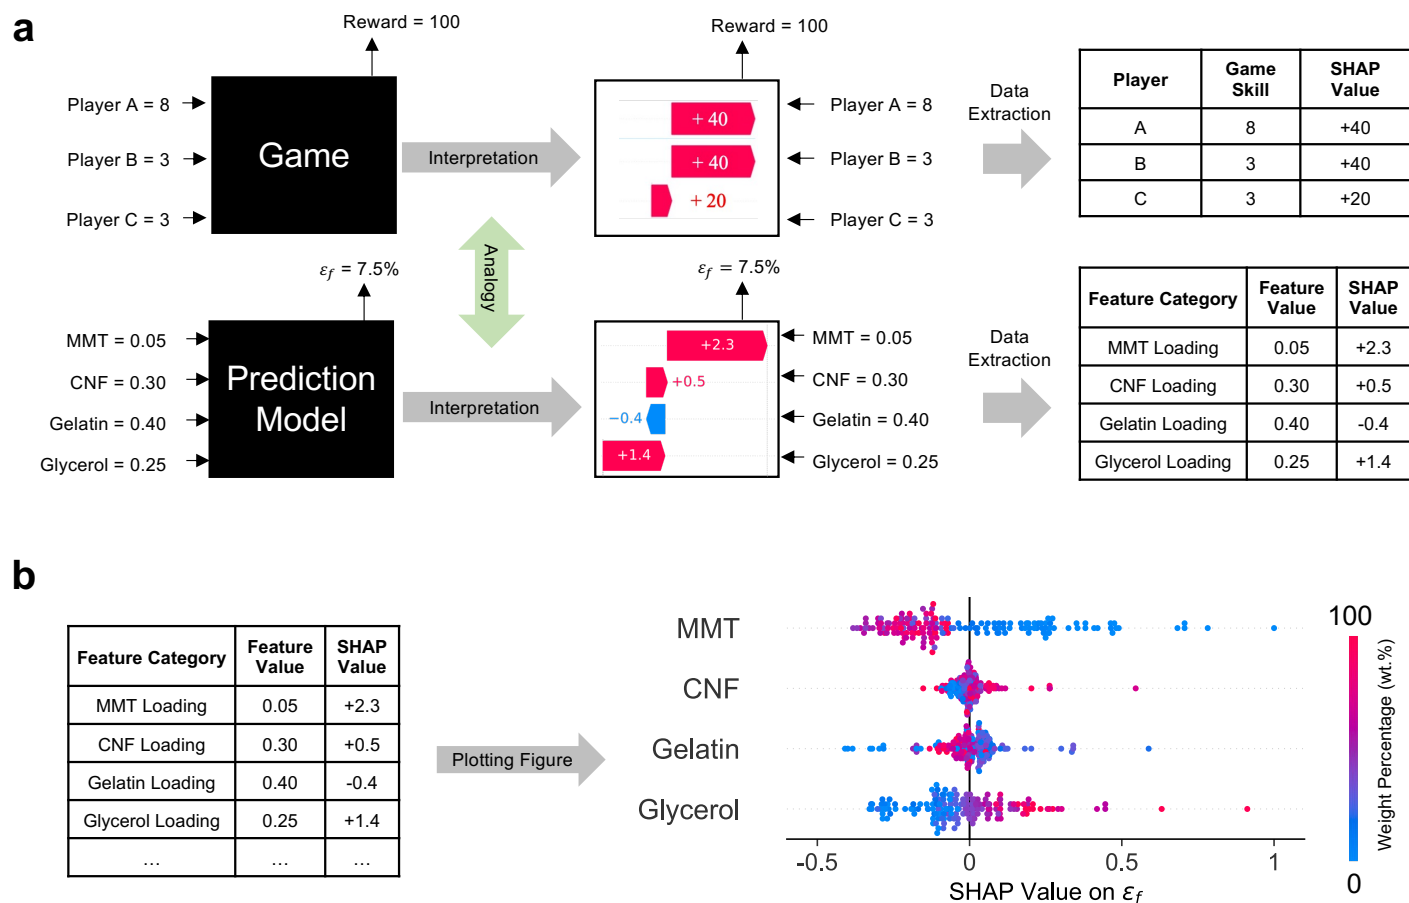 a
Reward = 100
Player A = 8
Player B = 3
Player C = 3
Game
Interpretation
Reward = 100
+ 40
+ 40
+ 20
Player A = 8
Player B = 3
Player C = 3
Data
Extraction
Player Game Skill SHAP Value
A 8 +40
B 3 +40
C 3 +20
Analogy
ε_f = 7.5%
MMT = 0.05
CNF = 0.30
Gelatin = 0.40
Glycerol = 0.25
Prediction
Model
Interpretation
ε_f = 7.5%
+2.3
+0.5
−0.4
+1.4
MMT = 0.05
CNF = 0.30
Gelatin = 0.40
Glycerol = 0.25
Data
Extraction
Feature Category Feature Value SHAP Value
MMT Loading 0.05 +2.3
CNF Loading 0.30 +0.5
Gelatin Loading 0.40 -0.4
Glycerol Loading 0.25 +1.4
b
Feature Category Feature Value SHAP Value
MMT Loading 0.05 +2.3
CNF Loading 0.30 +0.5
Gelatin Loading 0.40 -0.4
Glycerol Loading 0.25 +1.4
... ... ...
Plotting Figure
MMT
CNF
Gelatin
Glycerol
-0.5 0 0.5 1
SHAP Value on ε_f
100
Weight Percentage (wt.%)
0